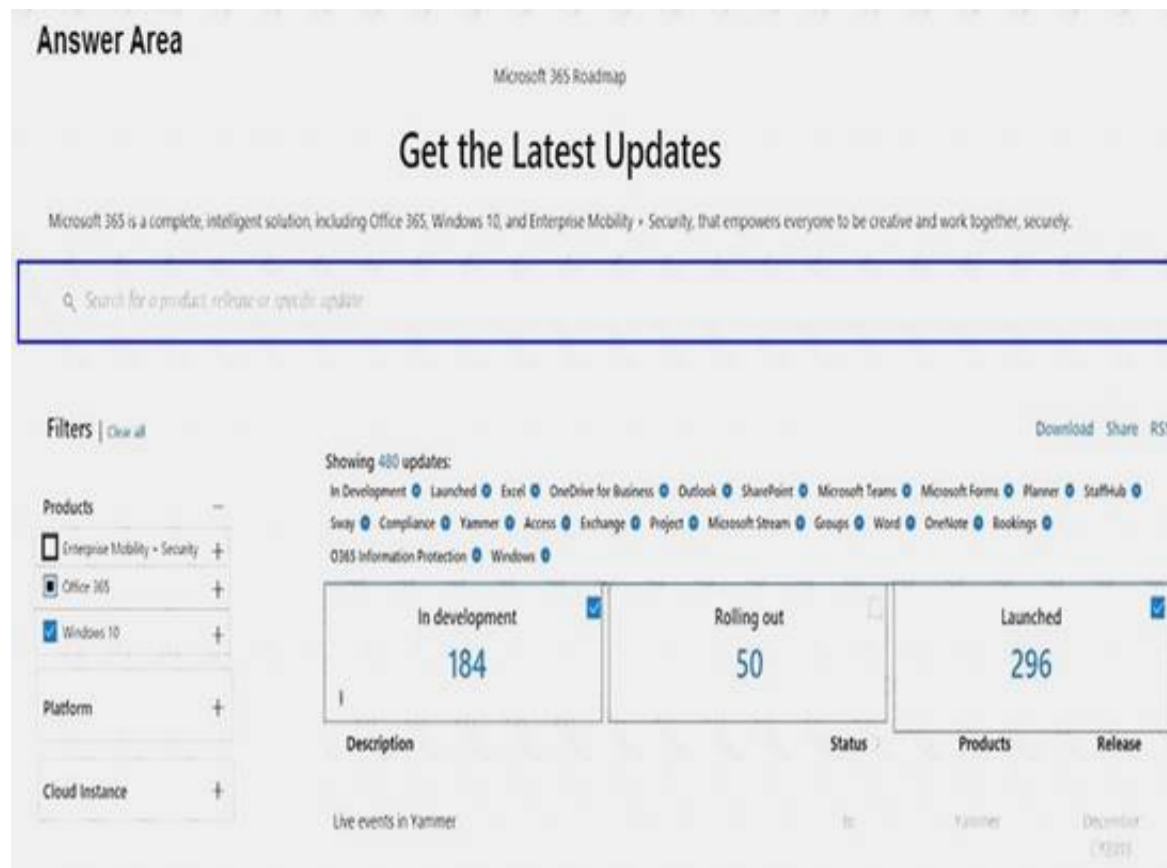 Answer Area
Microsoft 365 Roadmap
Get the Latest Updates
Microsoft 365 is a complete, intelligent solution, including Office 365, Windows 10, and Enterprise Mobility + Security, that empowers everyone to be creative and work together, securely.
Search for a product, release or specific update
Filters | Clear all
Download Share RSS
Showing 480 updates:
In Development Launched Excel OneDrive for Business Outlook SharePoint Microsoft Teams Microsoft Forms Planner StaffHub
Sway Compliance Yammer Access Exchange Project Microsoft Stream Groups Word OneNote Bookings
O365 Information Protection Windows
Products
Enterprise Mobility + Security
Office 365
Windows 10
Platform
Cloud Instance
In development
184
Rolling out
50
Launched
296
Description Status Products Release
Live events in Yammer Yammer December